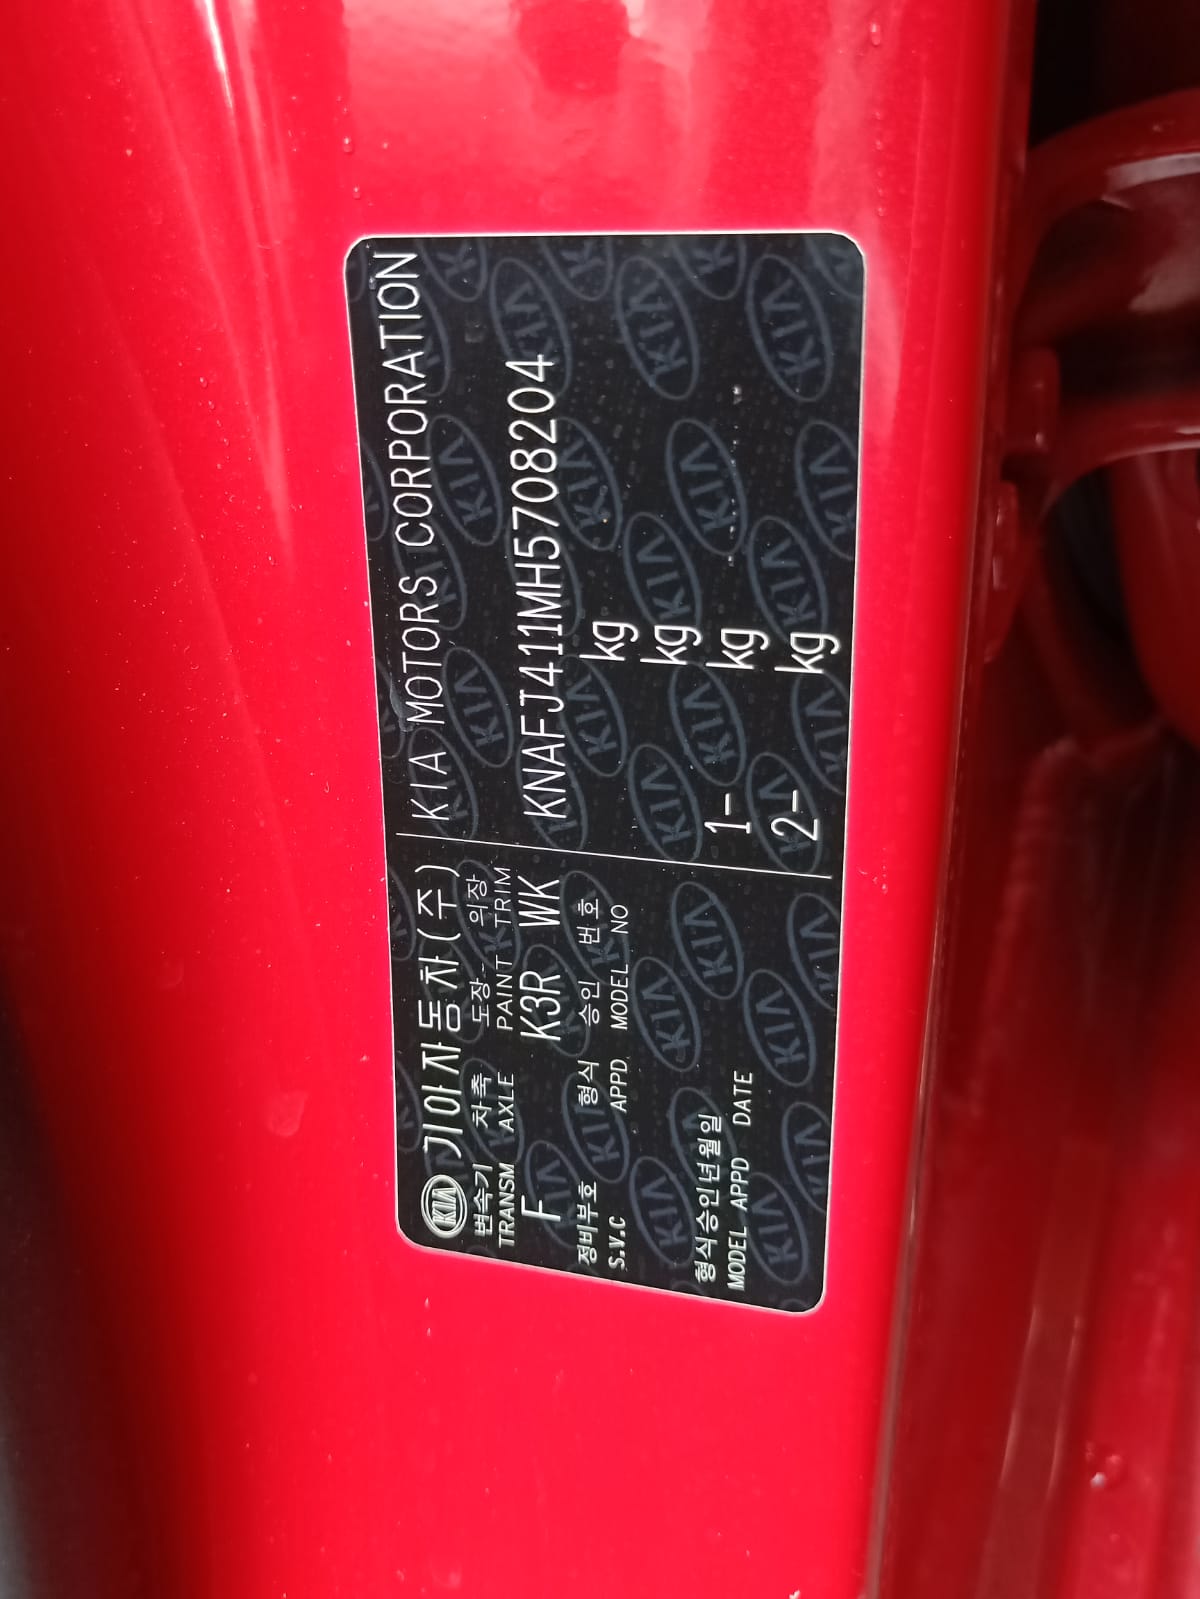 KIA 기아자동차(주) KIA MOTORS CORPORATION
변속기 차축 도장-의장
TRANSM AXLE PAINT TRIM
F K3R WK KNAFJ411MH5708204
정비부호 형식 승인 번호 kg
S.V.C APPD MODEL NO
kg
형식승인년월일 1- kg
MODEL APPD DATE
2- kg